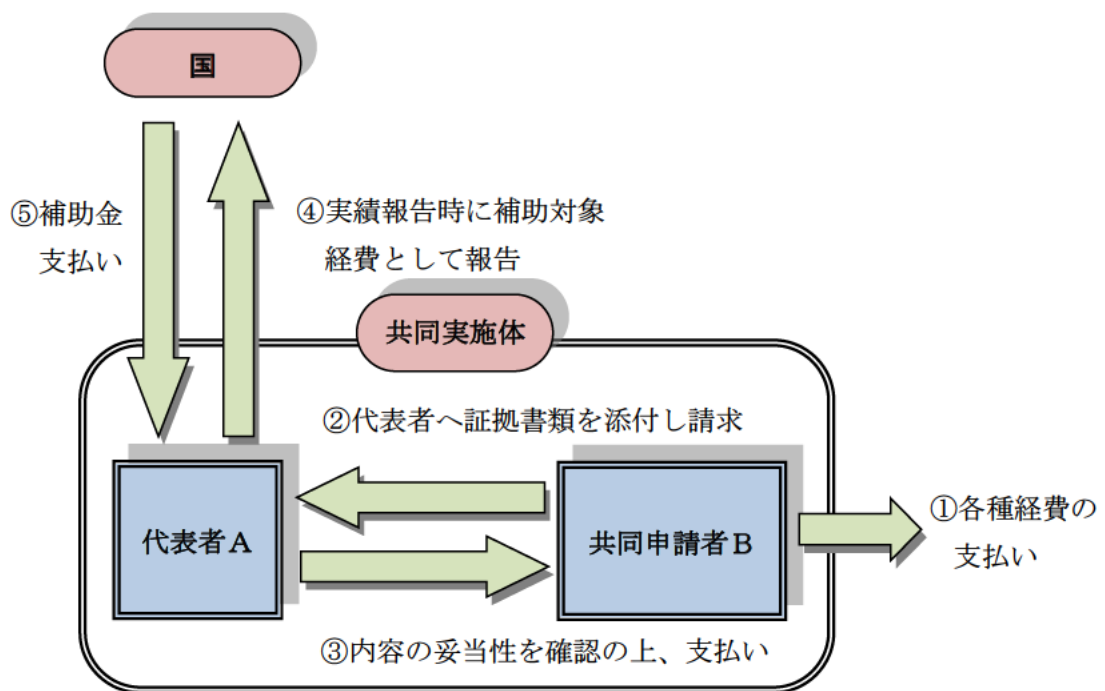 国
⑤補助金
支払い
④実績報告時に補助対象
経費として報告
共同実施体
②代表者へ証拠書類を添付し請求
代表者A
共同申請者B
①各種経費の
支払い
③内容の妥当性を確認の上、支払い